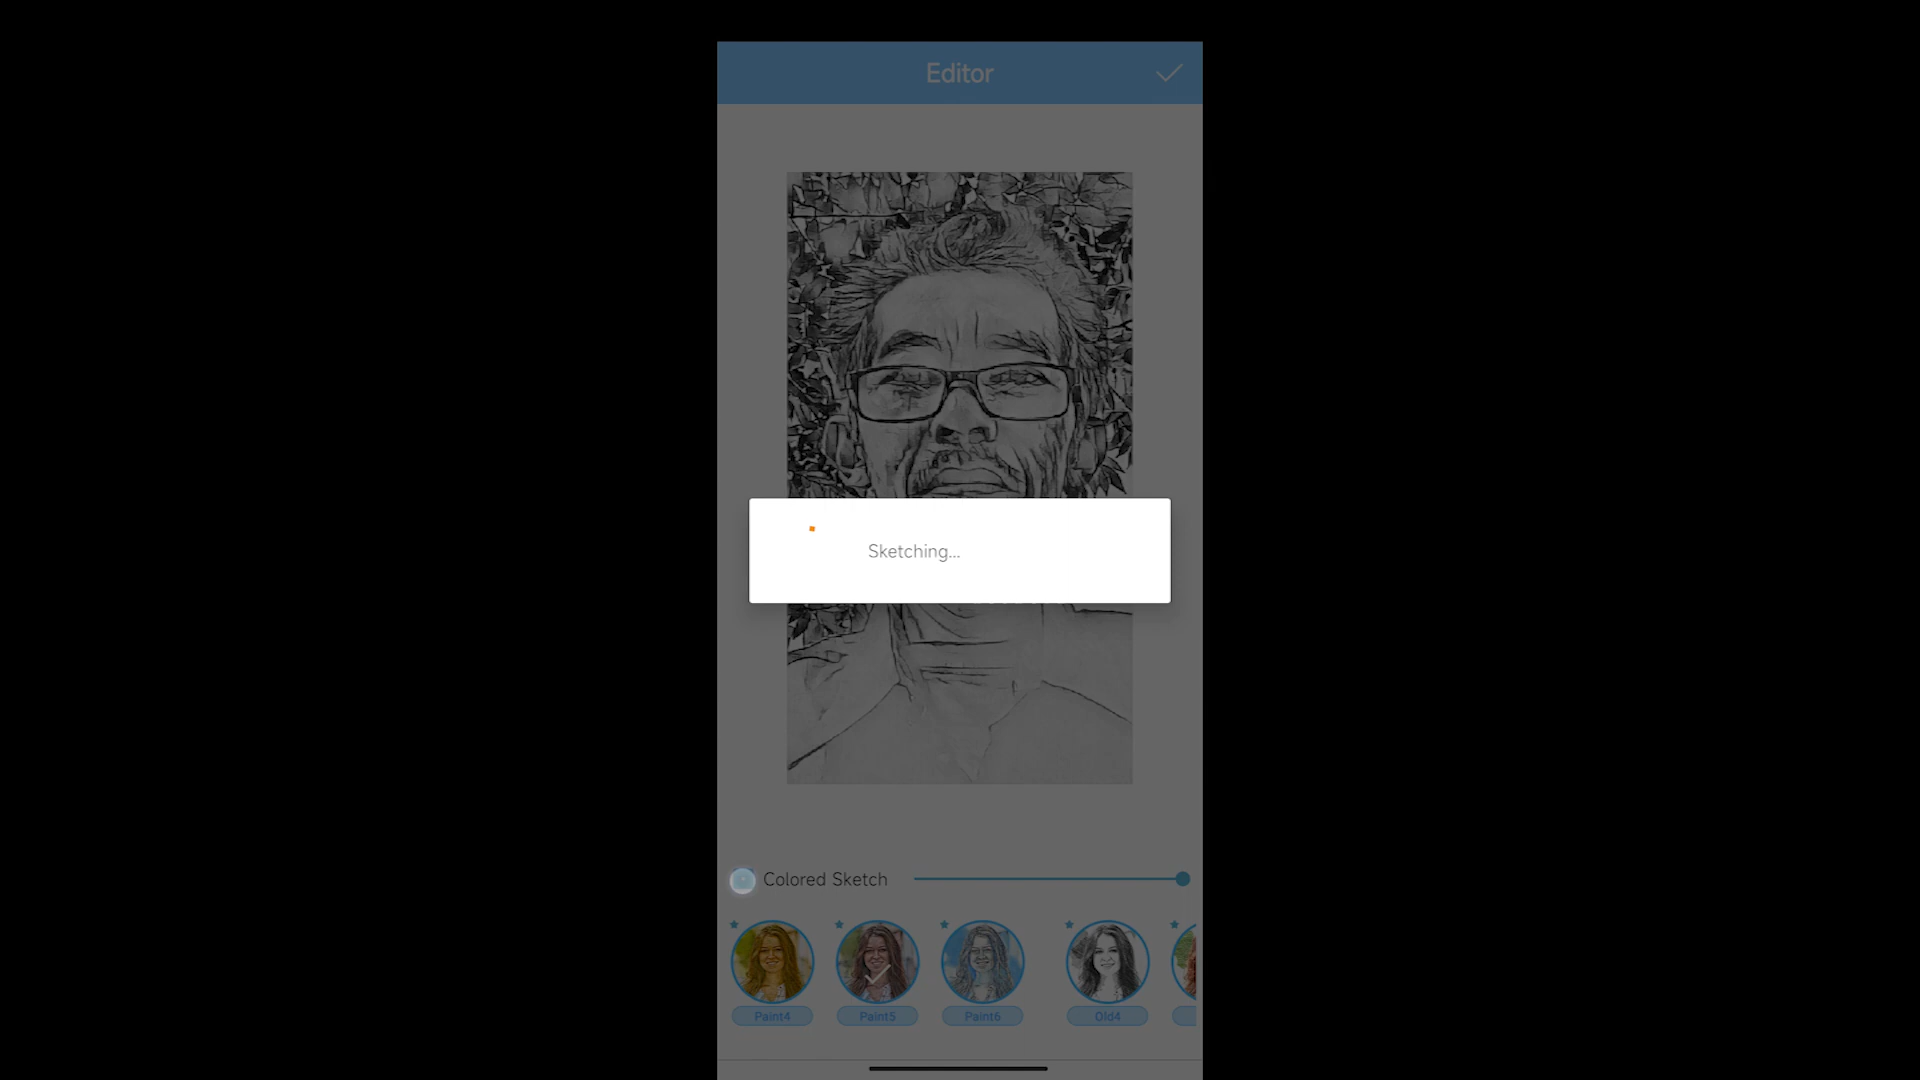 Editor
Sketching...
Colored Sketch
Paint4
Paint5
Paint6
Old4